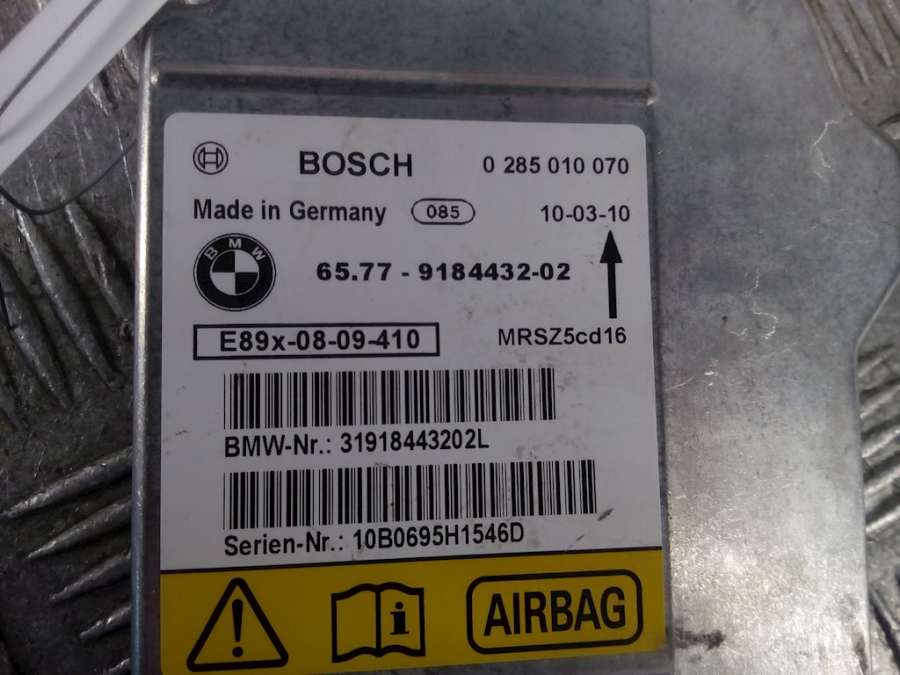 BOSCH 0 285 010 070
Made in Germany 085 10-03-10
BMW
65.77 - 9184432-02
E89x-08-09-410 MRSZ5cd16
BMW-Nr.: 31918443202L
Serien-Nr.: 10B0695H1546D
i AIRBAG